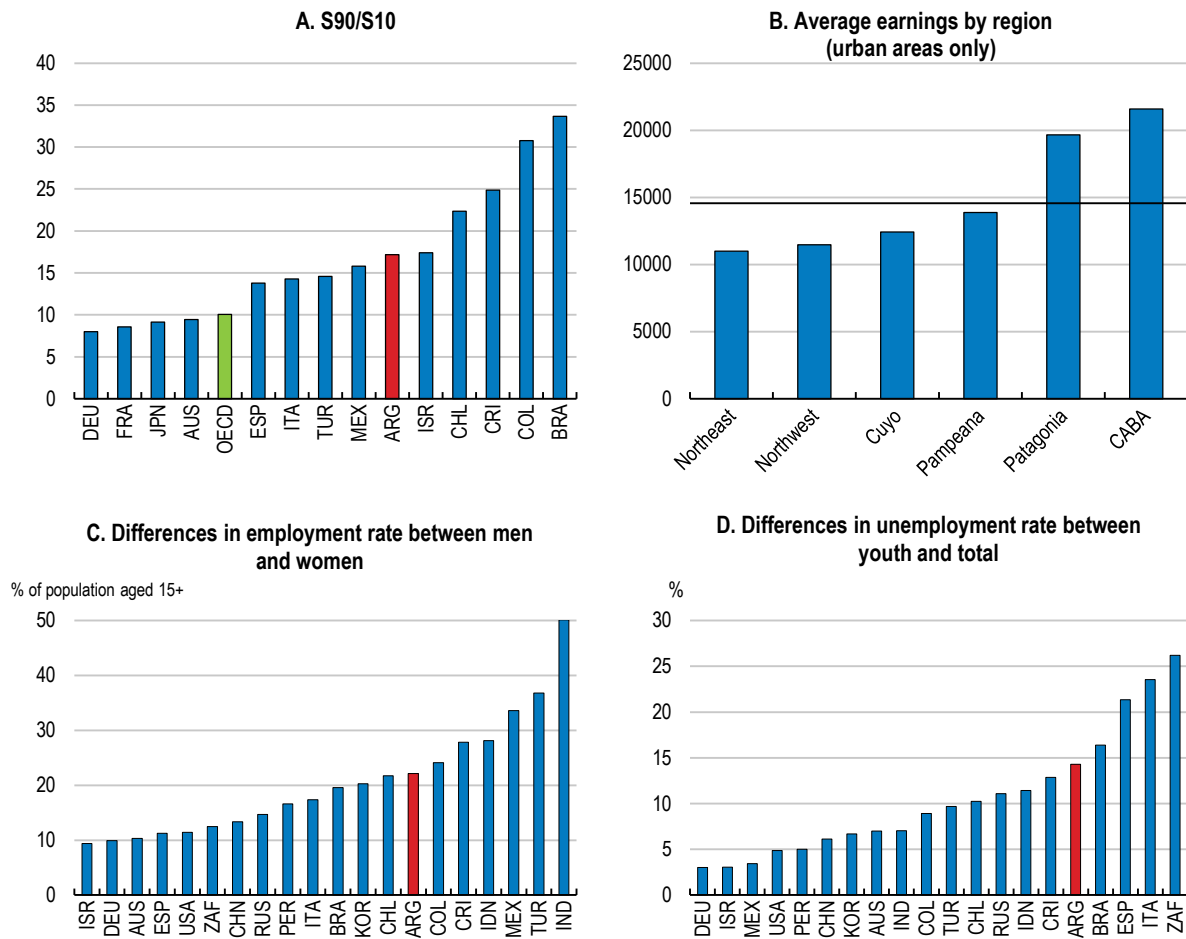 A. S90/S10
40
35
30
25
20
15
10
5
0
DEU FRA JPN AUS OECD ESP ITA TUR MEX ARG ISR CHL CRI COL BRA
B. Average earnings by region
(urban areas only)
25000
20000
15000
10000
5000
0
Northeast Northwest Cuyo Pampeana Patagonia CABA
C. Differences in employment rate between men
and women
% of population aged 15+
50
40
30
20
10
0
ISR DEU AUS ESP USA ZAF CHN RUS PER ITA BRA KOR CHL ARG COL CRI IDN MEX TUR IND
D. Differences in unemployment rate between
youth and total
%
30
25
20
15
10
5
0
DEU ISR MEX USA PER CHN KOR AUS IND COL TUR CHL RUS IDN CRI ARG BRA ESP ITA ZAF